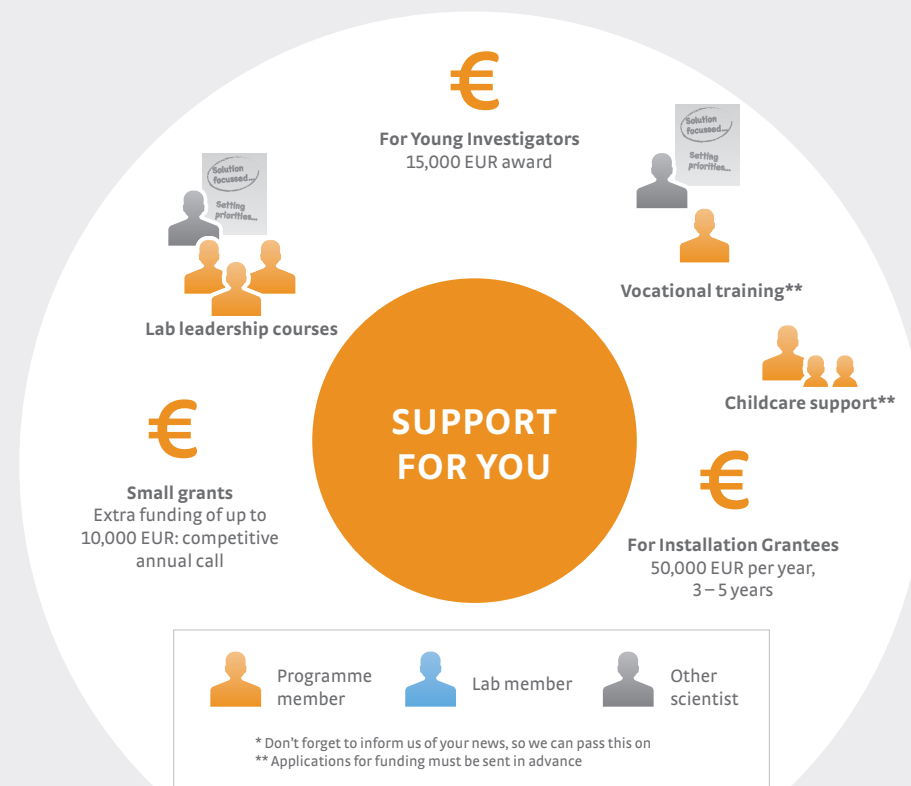 For Young Investigators
15,000 EUR award
Solution
focussed...
Setting
priorities...
Lab leadership courses
Solution
focussed...
Setting
priorities...
Vocational training**
Childcare support**
SUPPORT
FOR YOU
Small grants
Extra funding of up to
10,000 EUR: competitive
annual call
For Installation Grantees
50,000 EUR per year,
3 – 5 years
Programme
member
Lab member
Other
scientist
* Don't forget to inform us of your news, so we can pass this on
** Applications for funding must be sent in advance